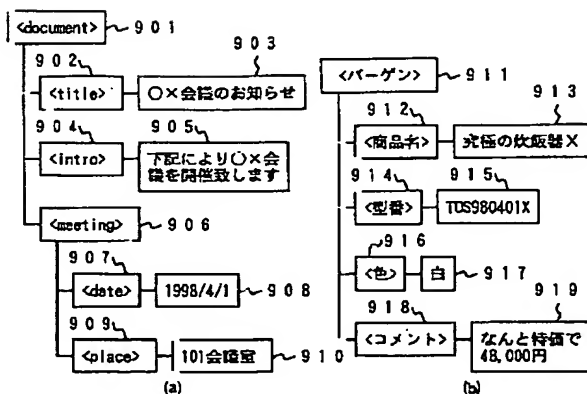 <document>
901
902
903
<title>
○×会議のお知らせ
904
905
<intro>
下記により○×会
議を開催致します
<meeting>
906
907
<date>
1998/4/1
908
909
<place>
101会議室
910
(a)
<バーゲン>
911
912
913
<商品名>
究極の炊飯器X
914
915
<型番>
TOS980401X
916
<色>
白
917
918
919
<コメント>
なんと特価で
48,000円
(b)